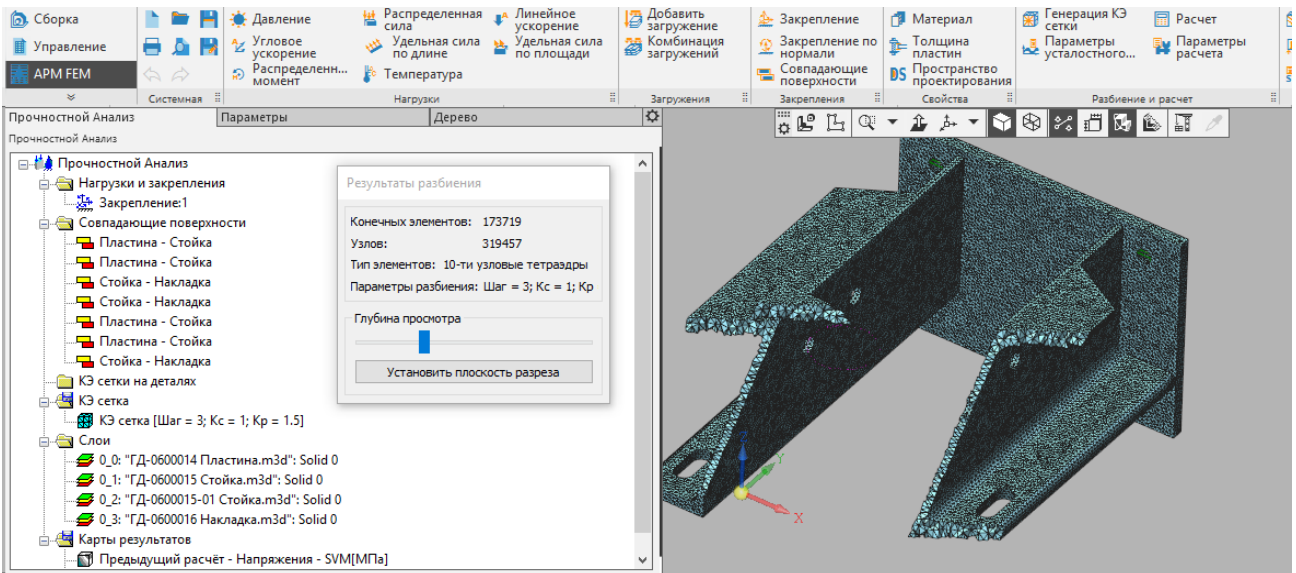 Сборка
Управление
APM FEM
Системная
Давление
Угловое
ускорение
Распределенн...
момент
Распределенная
сила
Удельная сила
по длине
Температура
Линейное
ускорение
Удельная сила
по площади
Нагрузки
Добавить
загружение
Комбинация
загружений
Загружения
Закрепление
Закрепление по
нормали
Совпадающие
поверхности
Закрепления
Материал
Толщина
пластин
DS Пространство
проектирования
Свойства
Генерация КЭ
сетки
Параметры
усталостного...
Расчет
Параметры
расчета
Разбиение и расчет
Прочностной Анализ
Параметры
Дерево
Прочностной Анализ
Прочностной Анализ
Нагрузки и закрепления
Закрепление:1
Совпадающие поверхности
Пластина - Стойка
Пластина - Стойка
Стойка - Накладка
Стойка - Накладка
Пластина - Стойка
Пластина - Стойка
Стойка - Накладка
КЭ сетки на деталях
КЭ сетка
КЭ сетка [Шаг = 3; Кс = 1; Кр = 1.5]
Слои
0_0: "ГД-0600014 Пластина.m3d": Solid 0
0_1: "ГД-0600015 Стойка.m3d": Solid 0
0_2: "ГД-0600015-01 Стойка.m3d": Solid 0
0_3: "ГД-0600016 Накладка.m3d": Solid 0
Карты результатов
Предыдущий расчёт - Напряжения - SVM[МПа]
Результаты разбиения
Конечных элементов: 173719
Узлов: 319457
Тип элементов: 10-ти узловые тетраэдры
Параметры разбиения: Шаг = 3; Кс = 1; Кр
Глубина просмотра
Установить плоскость разреза
Z
Y
X